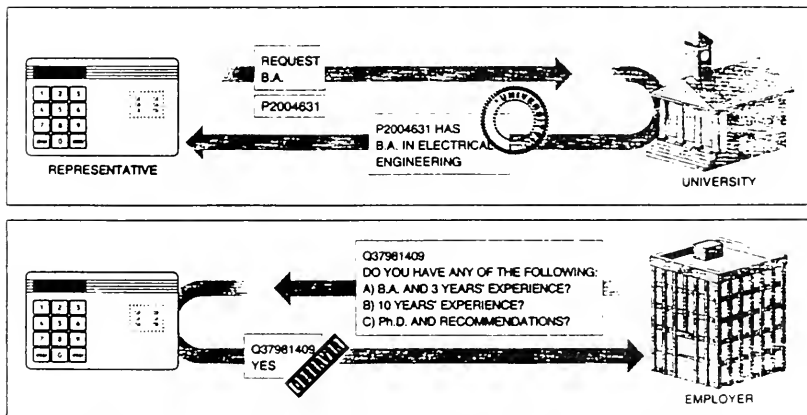 REQUEST
B.A.
P2004631
UNIVERSITY
P2004631 HAS
B.A. IN ELECTRICAL
ENGINEERING
REPRESENTATIVE
UNIVERSITY
Q37981409
DO YOU HAVE ANY OF THE FOLLOWING:
A) B.A. AND 3 YEARS' EXPERIENCE?
B) 10 YEARS' EXPERIENCE?
C) Ph.D. AND RECOMMENDATIONS?
Q37981409
YES
EMPLOYER